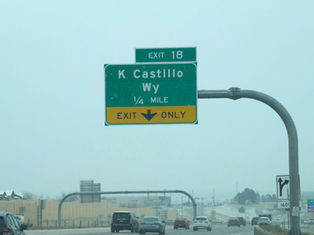 EXIT 18
K Castillo
Wy
1/4 MILE
EXIT ONLY